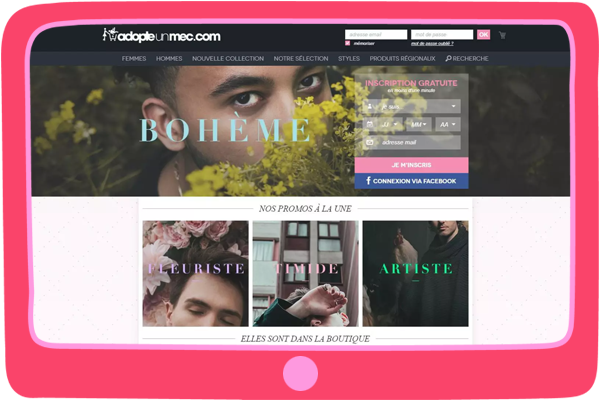 adopteunmec.com
adresse email
mot de passe
OK
mémoriser
mot de passe oublié ?
FEMMES
HOMMES
NOUVELLE COLLECTION
NOTRE SÉLECTION
STYLES
PRODUITS RÉGIONAUX
RECHERCHE
BOHÈME
INSCRIPTION GRATUITE
en moins d'une minute
Je suis
JJ
MM
AA
adresse mail
JE M'INSCRIS
f CONNEXION VIA FACEBOOK
NOS PROMOS À LA UNE
FLEURISTE
TIMIDE
ARTISTE
ELLES SONT DANS LA BOUTIQUE